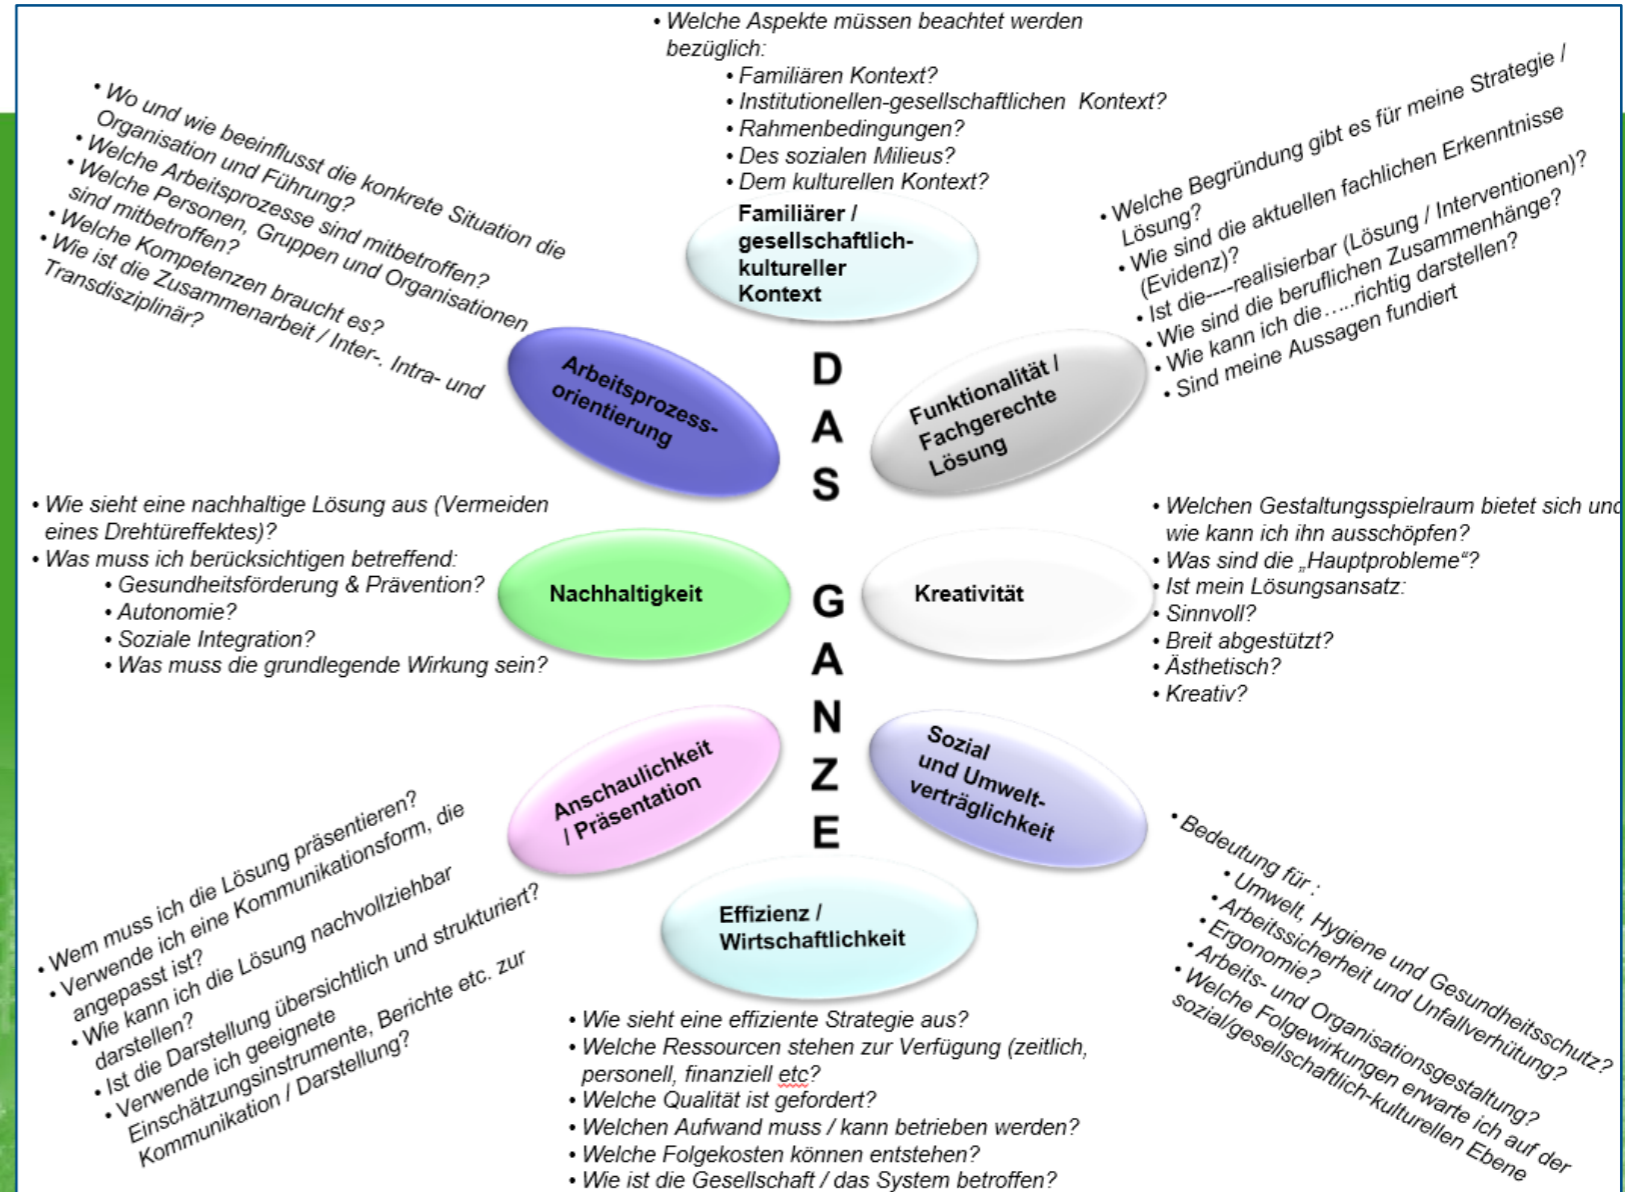 • Welche Aspekte müssen beachtet werden
bezüglich:
• Familiären Kontext?
• Institutionellen-gesellschaftlichen Kontext?
• Rahmenbedingungen?
• Des sozialen Milieus?
• Dem kulturellen Kontext?
Familiärer /
gesellschaftlich-
kultureller
Kontext
• Wo und wie beeinflusst die konkrete Situation die
Organisation und Führung?
• Welche Arbeitsprozesse sind mitbetroffen?
• Welche Personen, Gruppen und Organisationen
sind mitbetroffen?
• Welche Kompetenzen braucht es?
• Wie ist die Zusammenarbeit / Inter-. Intra- und
Transdisziplinär?
Arbeitsprozess-
orientierung
• Welche Begründung gibt es für meine Strategie /
Lösung?
• Wie sind die aktuellen fachlichen Erkenntnisse
(Evidenz)?
• Ist die----realisierbar (Lösung / Interventionen)?
• Wie sind die beruflichen Zusammenhänge?
• Wie kann ich die…..richtig darstellen?
• Sind meine Aussagen fundiert
Funktionalität /
Fachgerechte
Lösung
D
A
S
G
A
N
Z
E
• Wie sieht eine nachhaltige Lösung aus (Vermeiden
eines Drehtüreffektes)?
• Was muss ich berücksichtigen betreffend:
• Gesundheitsförderung & Prävention?
• Autonomie?
• Soziale Integration?
• Was muss die grundlegende Wirkung sein?
Nachhaltigkeit
Kreativität
• Welchen Gestaltungsspielraum bietet sich und
wie kann ich ihn ausschöpfen?
• Was sind die „Hauptprobleme“?
• Ist mein Lösungsansatz:
• Sinnvoll?
• Breit abgestützt?
• Ästhetisch?
• Kreativ?
Anschaulichkeit
/ Präsentation
• Wem muss ich die Lösung präsentieren?
• Verwende ich eine Kommunikationsform, die
angepasst ist?
• Wie kann ich die Lösung nachvollziehbar
darstellen?
• Ist die Darstellung übersichtlich und strukturiert?
• Verwende ich geeignete
Einschätzungsinstrumente, Berichte etc. zur
Kommunikation / Darstellung?
Sozial
und Umwelt-
verträglichkeit
• Bedeutung für :
• Umwelt, Hygiene und Gesundheitsschutz?
• Arbeitssicherheit und Unfallverhütung?
• Ergonomie?
• Arbeits- und Organisationsgestaltung?
• Welche Folgewirkungen erwarte ich auf der
sozial/gesellschaftlich-kulturellen Ebene
Effizienz /
Wirtschaftlichkeit
• Wie sieht eine effiziente Strategie aus?
• Welche Ressourcen stehen zur Verfügung (zeitlich,
personell, finanziell etc?
• Welche Qualität ist gefordert?
• Welchen Aufwand muss / kann betrieben werden?
• Welche Folgekosten können entstehen?
• Wie ist die Gesellschaft / das System betroffen?